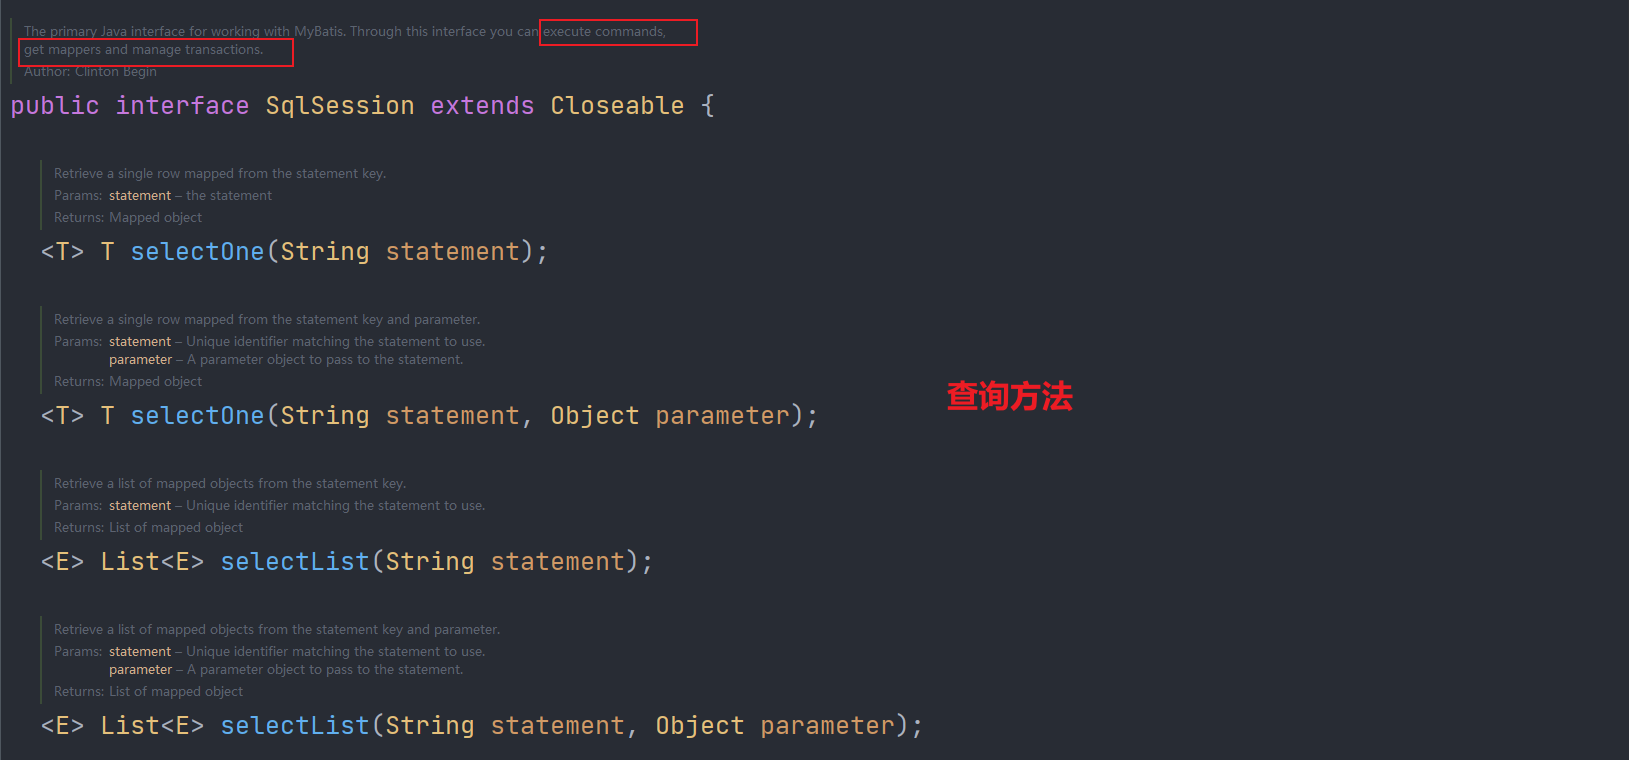 The primary Java interface for working with MyBatis. Through this interface you can execute commands,
get mappers and manage transactions.
Author: Clinton Begin
public interface SqlSession extends Closeable {
Retrieve a single row mapped from the statement key.
Params: statement – the statement
Returns: Mapped object
<T> T selectOne(String statement);
Retrieve a single row mapped from the statement key and parameter.
Params: statement – Unique identifier matching the statement to use.
parameter – A parameter object to pass to the statement.
Returns: Mapped object
<T> T selectOne(String statement, Object parameter);
查询方法
Retrieve a list of mapped objects from the statement key.
Params: statement – Unique identifier matching the statement to use.
Returns: List of mapped object
<E> List<E> selectList(String statement);
Retrieve a list of mapped objects from the statement key and parameter.
Params: statement – Unique identifier matching the statement to use.
parameter – A parameter object to pass to the statement.
Returns: List of mapped object
<E> List<E> selectList(String statement, Object parameter);